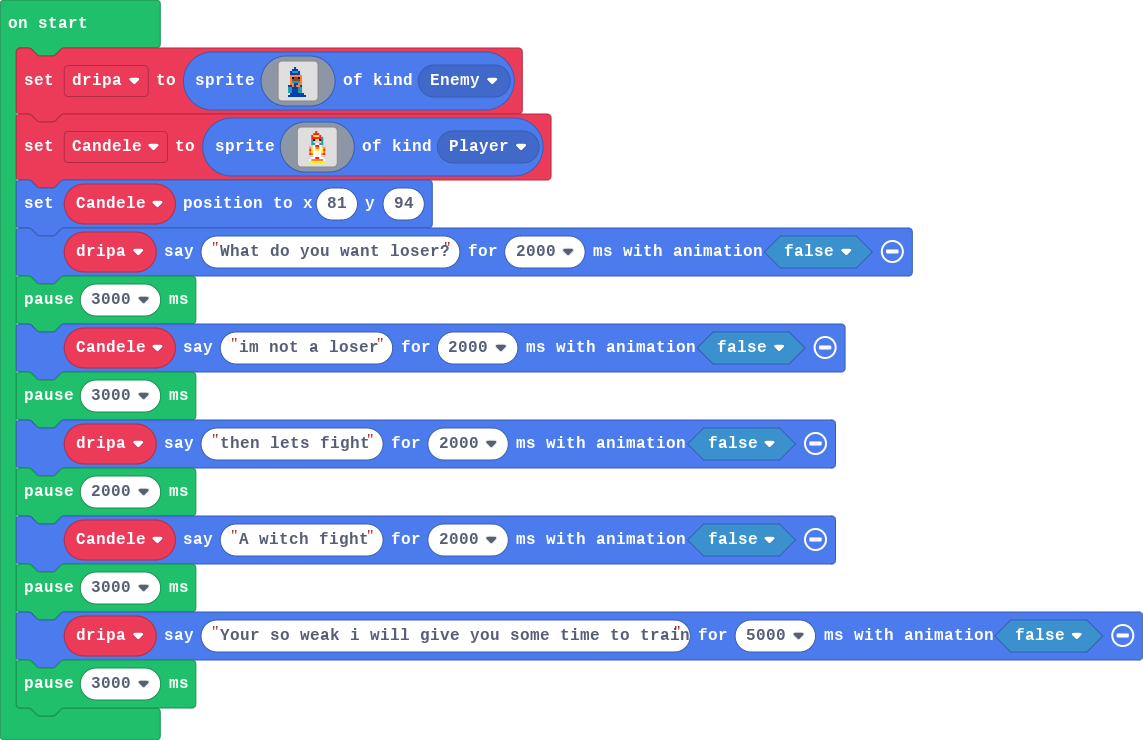 on start
set dripa to sprite of kind Enemy
set Candele to sprite of kind Player
set Candele position to x 81 y 94
dripa say "What do you want loser?" for 2000 ms with animation false
pause 3000 ms
Candele say "im not a loser" for 2000 ms with animation false
pause 3000 ms
dripa say "then lets fight" for 2000 ms with animation false
pause 2000 ms
Candele say "A witch fight" for 2000 ms with animation false
pause 3000 ms
dripa say "Your so weak i will give you some time to train" for 5000 ms with animation false
pause 3000 ms